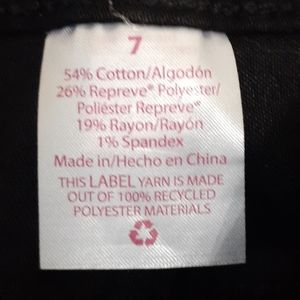 7
54% Cotton/Algodón
26% Repreve® Polyester/
Poliéster Repreve®
19% Rayon/Rayón
1% Spandex
Made in/Hecho en China
THIS LABEL YARN IS MADE
OUT OF 100% RECYCLED
POLYESTER MATERIALS